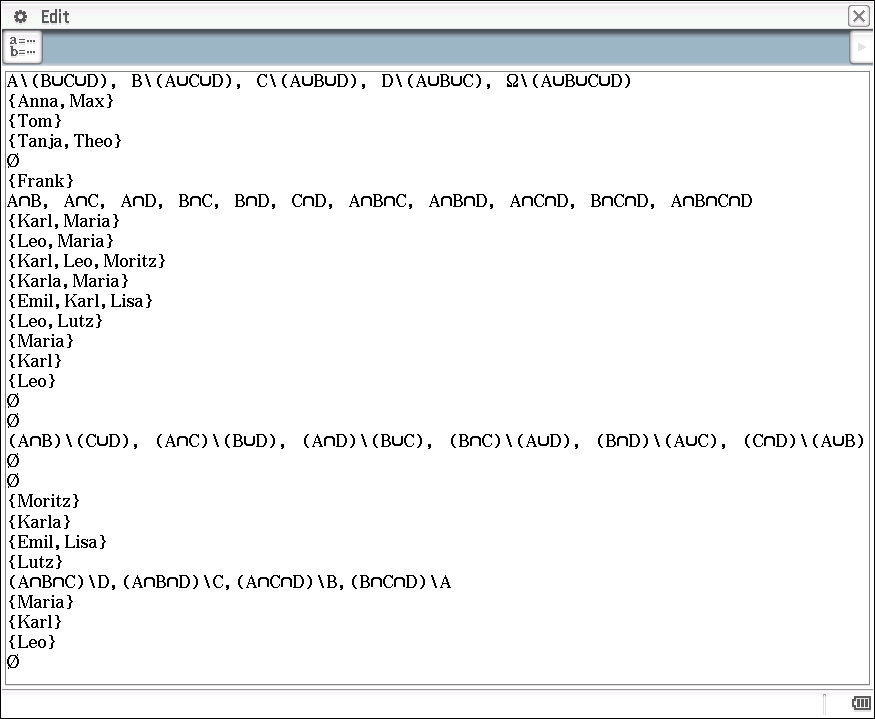 Edit
a=…
b=…
A\(B∪C∪D), B\(A∪C∪D), C\(A∪B∪D), D\(A∪B∪C), Ω\(A∪B∪C∪D)
{Anna,Max}
{Tom}
{Tanja,Theo}
Ø
{Frank}
A∩B, A∩C, A∩D, B∩C, B∩D, C∩D, A∩B∩C, A∩B∩D, A∩C∩D, B∩C∩D, A∩B∩C∩D
{Karl,Maria}
{Leo,Maria}
{Karl,Leo,Moritz}
{Karla,Maria}
{Emil,Karl,Lisa}
{Leo,Lutz}
{Maria}
{Karl}
{Leo}
Ø
Ø
(A∩B)\(C∪D), (A∩C)\(B∪D), (A∩D)\(B∪C), (B∩C)\(A∪D), (B∩D)\(A∪C), (C∩D)\(A∪B)
Ø
Ø
{Moritz}
{Karla}
{Emil,Lisa}
{Lutz}
(A∩B∩C)\D,(A∩B∩D)\C,(A∩C∩D)\B,(B∩C∩D)\A
{Maria}
{Karl}
{Leo}
Ø